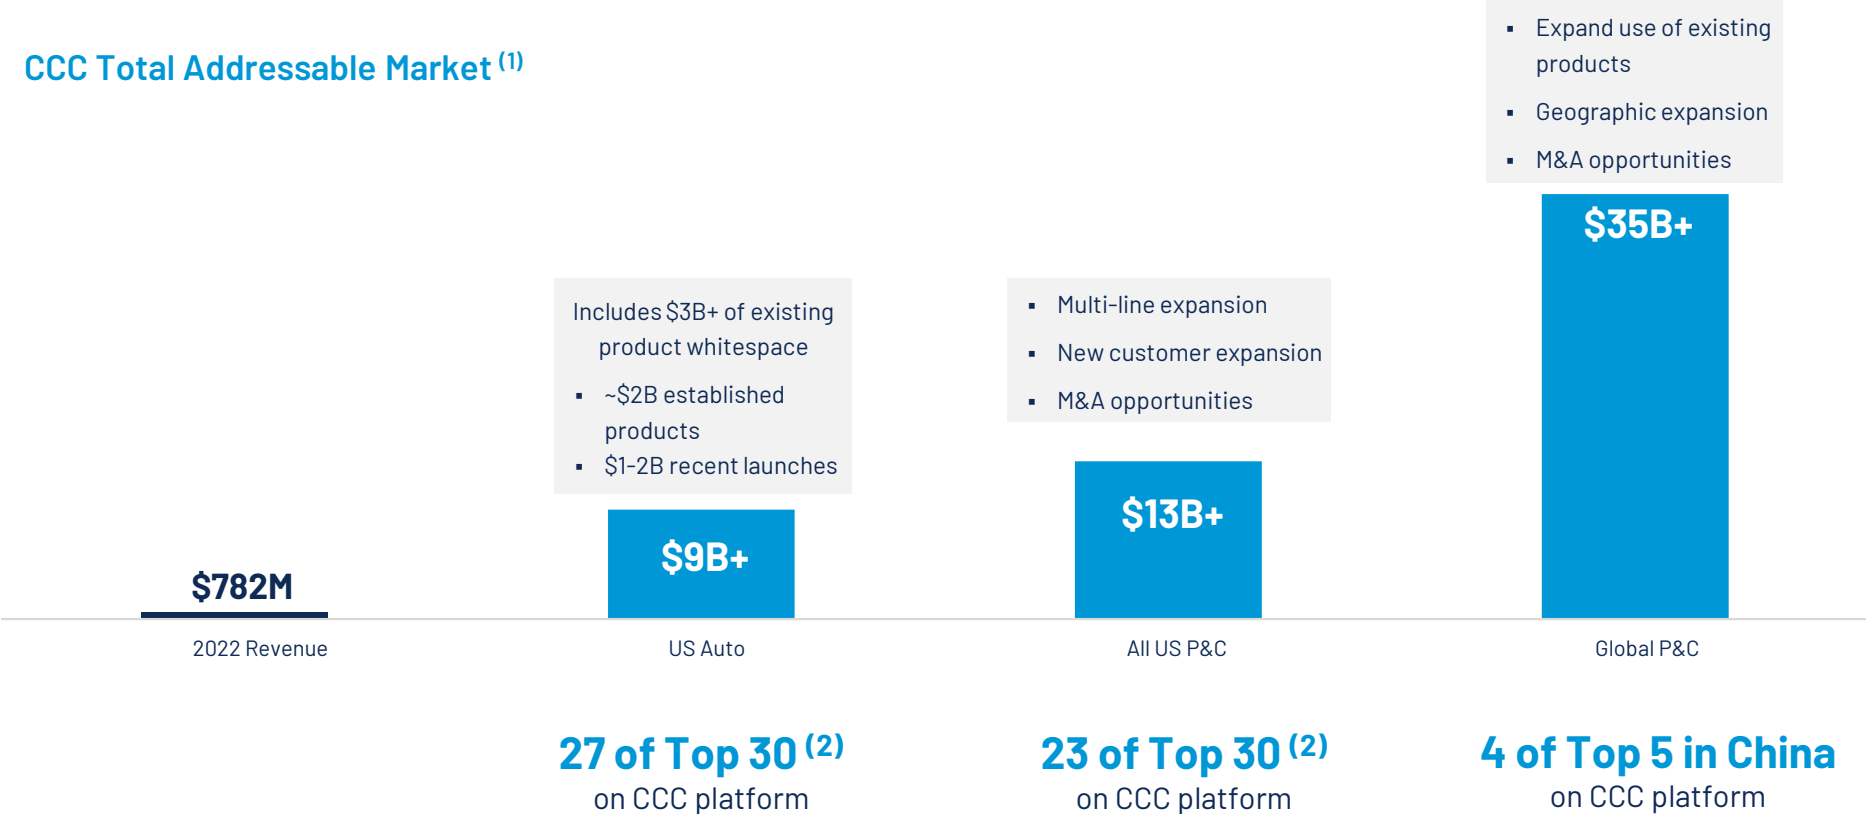 CCC Total Addressable Market (1)
▪ Expand use of existing
products
▪ Geographic expansion
▪ M&A opportunities
$35B+
Includes $3B+ of existing
product whitespace
▪ ~$2B established
products
▪ $1-2B recent launches
▪ Multi-line expansion
▪ New customer expansion
▪ M&A opportunities
$13B+
$9B+
$782M
2022 Revenue
US Auto
All US P&C
Global P&C
27 of Top 30 (2)
on CCC platform
23 of Top 30 (2)
on CCC platform
4 of Top 5 in China
on CCC platform